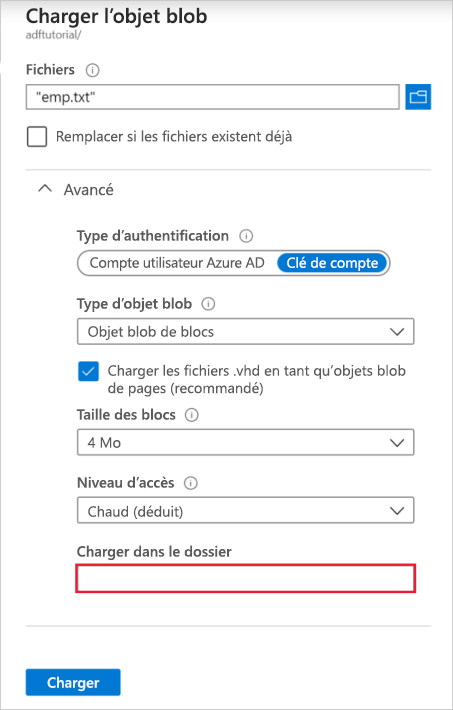 Charger l'objet blob
adftutorial/
Fichiers
"emp.txt"
Remplacer si les fichiers existent déjà
Avancé
Type d'authentification
Compte utilisateur Azure AD Clé de compte
Type d'objet blob
Objet blob de blocs
Charger les fichiers .vhd en tant qu'objets blob
de pages (recommandé)
Taille des blocs
4 Mo
Niveau d'accès
Chaud (déduit)
Charger dans le dossier
Charger